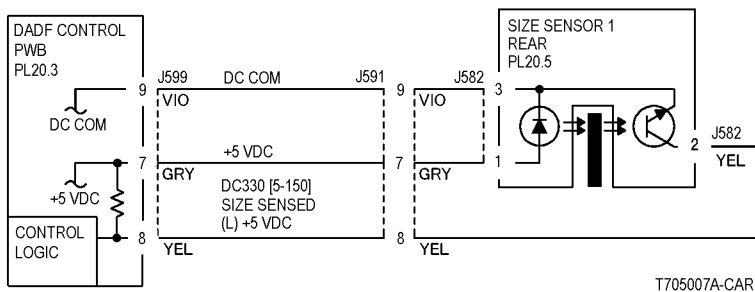 DADF CONTROL
PWB
PL20.3
SIZE SENSOR 1
REAR
PL20.5
9 J599 DC COM J591 9 J582 3
VIO VIO
DC COM
2 J582
YEL
+5 VDC
7 7 1
GRY GRY
+5 VDC
DC330 [5-150]
SIZE SENSED
(L) +5 VDC
CONTROL
LOGIC
8 8
YEL YEL
T705007A-CAR